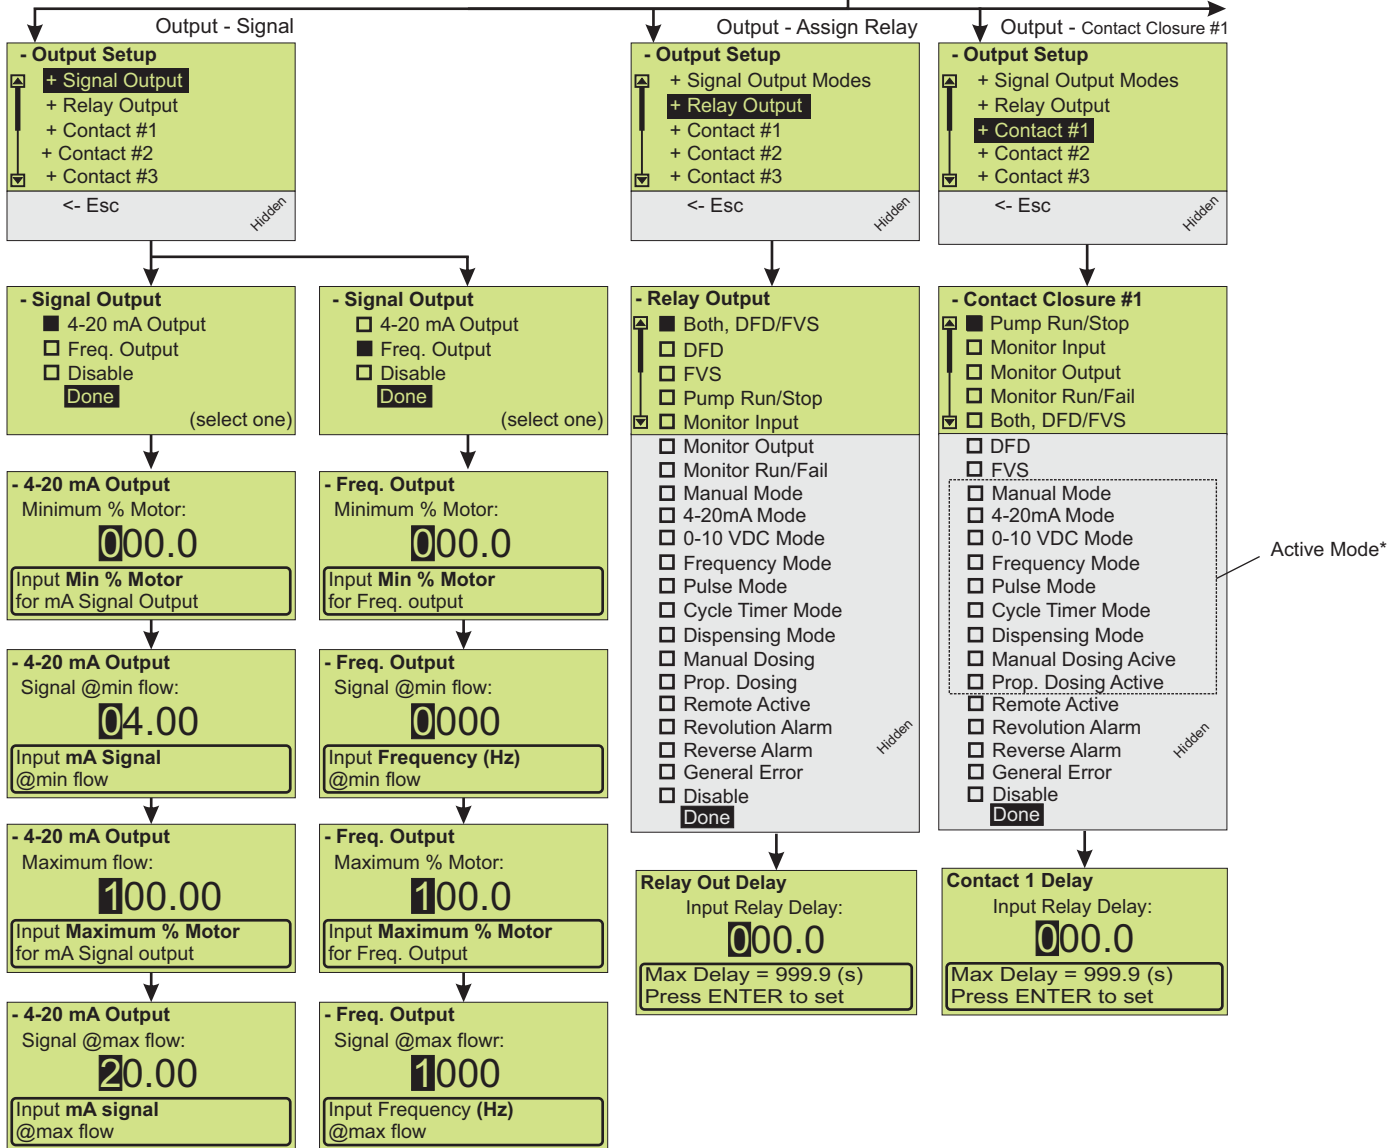 Output - Signal
- Output Setup
+ Signal Output
+ Relay Output
+ Contact #1
+ Contact #2
+ Contact #3
<- Esc
Hidden
- Signal Output
4-20 mA Output
Freq. Output
Disable
Done
(select one)
- 4-20 mA Output
Minimum % Motor:
000.0
Input Min % Motor
for mA Signal Output
- 4-20 mA Output
Signal @min flow:
04.00
Input mA Signal
@min flow
- 4-20 mA Output
Maximum flow:
100.00
Input Maximum % Motor
for mA Signal output
- 4-20 mA Output
Signal @max flow:
20.00
Input mA signal
@max flow
- Signal Output
4-20 mA Output
Freq. Output
Disable
Done
(select one)
- Freq. Output
Minimum % Motor:
000.0
Input Min % Motor
for Freq. output
- Freq. Output
Signal @min flow:
0000
Input Frequency (Hz)
@min flow
- Freq. Output
Maximum % Motor:
100.0
Input Maximum % Motor
for Freq. Output
- Freq. Output
Signal @max flowr:
1000
Input Frequency (Hz)
@max flow
Output - Assign Relay
- Output Setup
+ Signal Output Modes
+ Relay Output
+ Contact #1
+ Contact #2
+ Contact #3
<- Esc
Hidden
- Relay Output
Both, DFD/FVS
DFD
FVS
Pump Run/Stop
Monitor Input
Monitor Output
Monitor Run/Fail
Manual Mode
4-20mA Mode
0-10 VDC Mode
Frequency Mode
Pulse Mode
Cycle Timer Mode
Dispensing Mode
Manual Dosing
Prop. Dosing
Remote Active
Revolution Alarm
Reverse Alarm
General Error
Disable
Done
Hidden
Relay Out Delay
Input Relay Delay:
000.0
Max Delay = 999.9 (s)
Press ENTER to set
Output - Contact Closure #1
- Output Setup
+ Signal Output Modes
+ Relay Output
+ Contact #1
+ Contact #2
+ Contact #3
<- Esc
Hidden
- Contact Closure #1
Pump Run/Stop
Monitor Input
Monitor Output
Monitor Run/Fail
Both, DFD/FVS
DFD
FVS
Manual Mode
4-20mA Mode
0-10 VDC Mode
Frequency Mode
Pulse Mode
Cycle Timer Mode
Dispensing Mode
Manual Dosing Acive
Prop. Dosing Active
Remote Active
Revolution Alarm
Reverse Alarm
General Error
Disable
Done
Hidden
Active Mode*
Contact 1 Delay
Input Relay Delay:
000.0
Max Delay = 999.9 (s)
Press ENTER to set